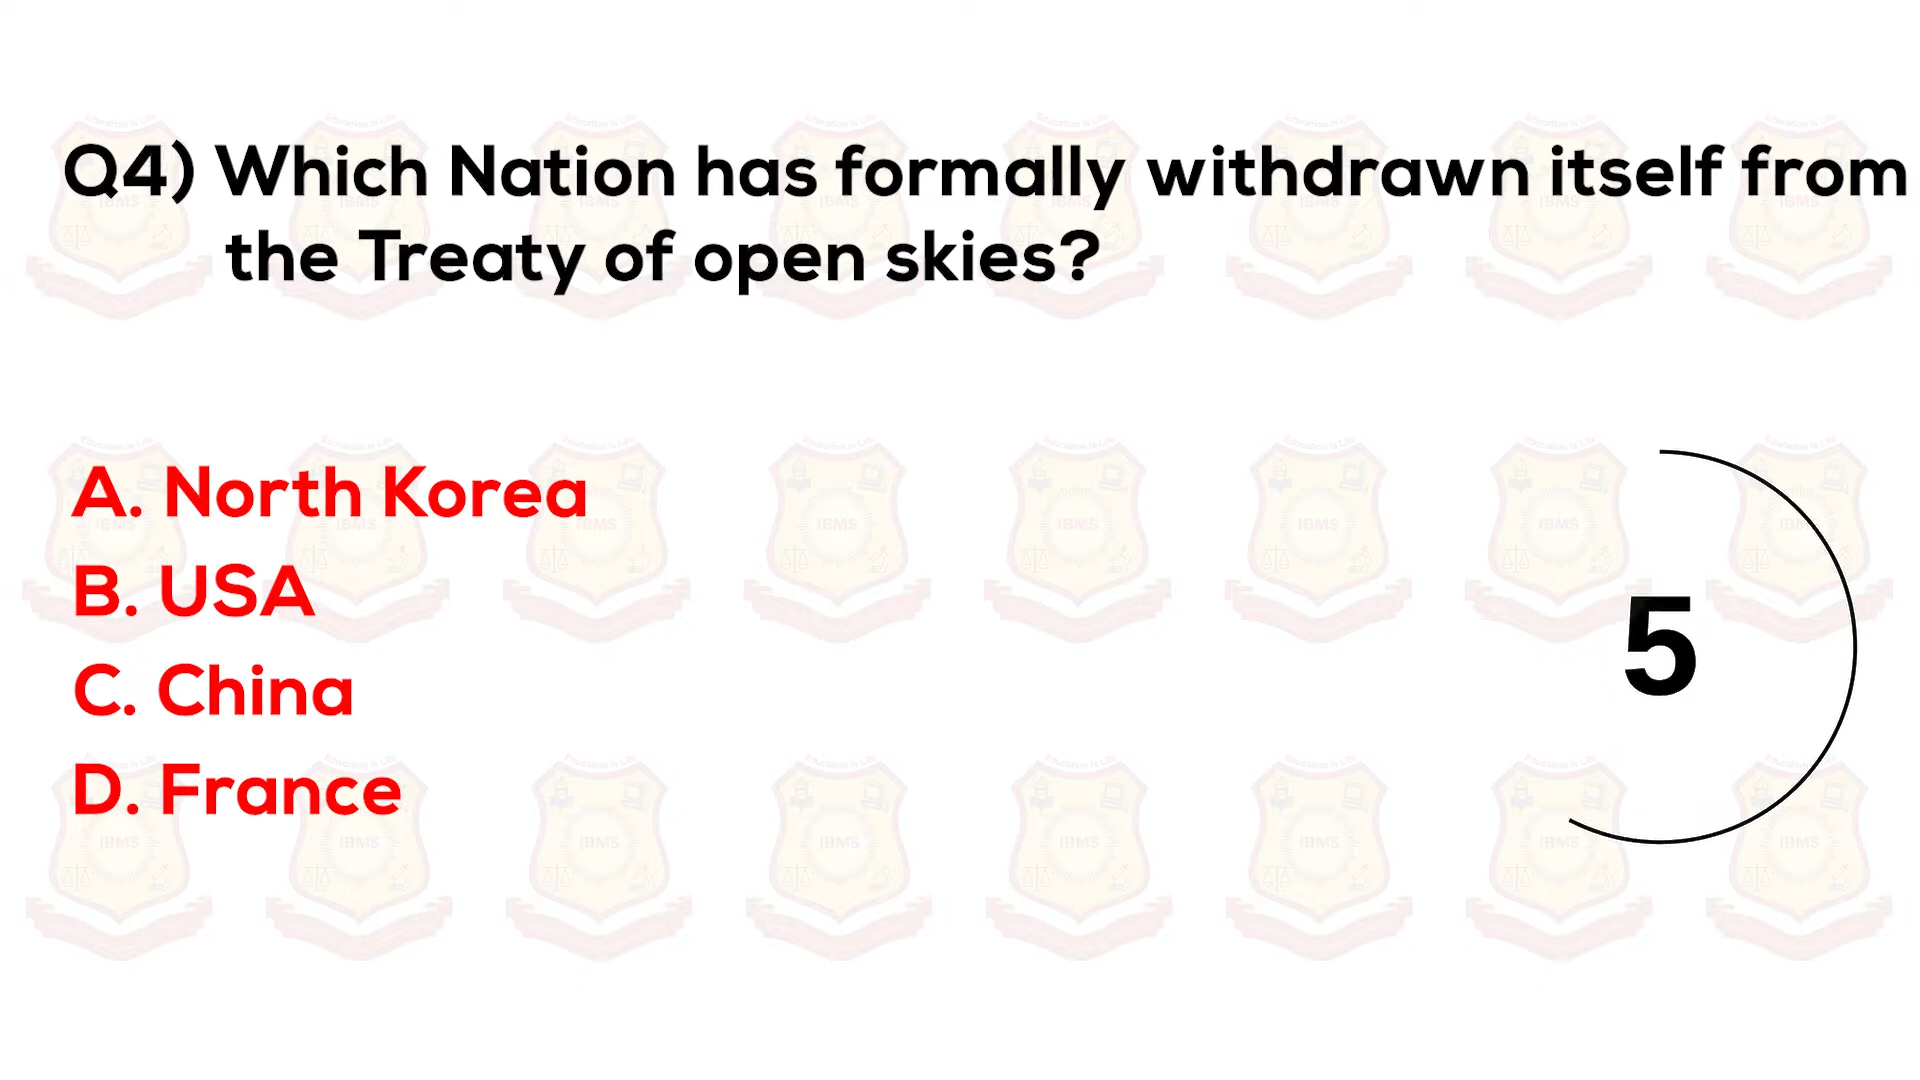 Q4) Which Nation has formally withdrawn itself from
the Treaty of open skies?
A. North Korea
B. USA
C. China
D. France
5